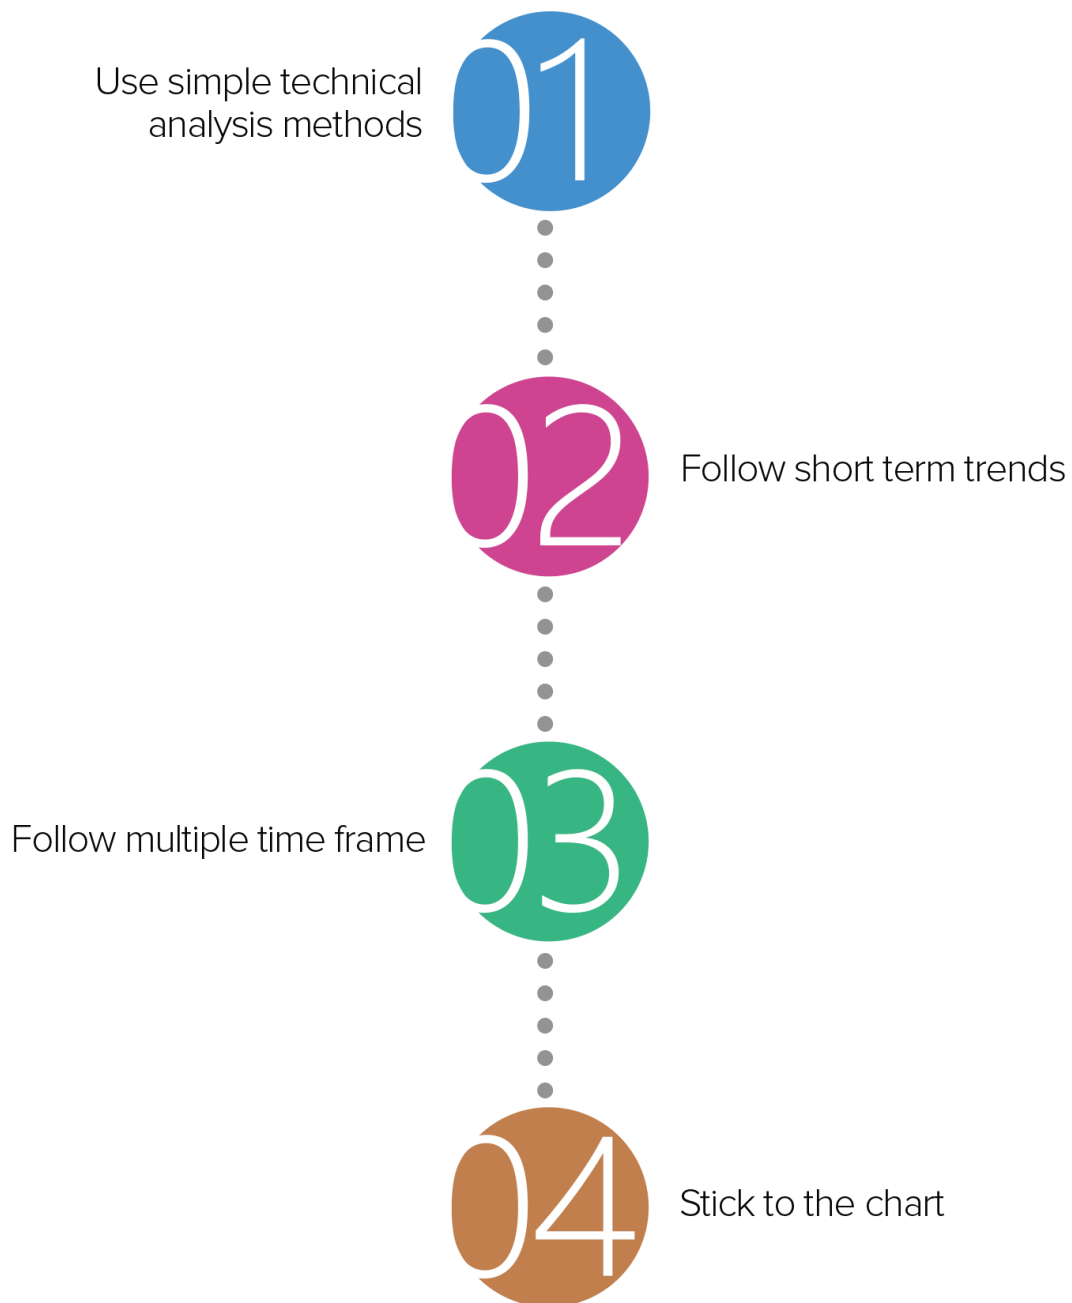 Use simple technical
analysis methods
01
02
Follow short term trends
Follow multiple time frame
03
04
Stick to the chart